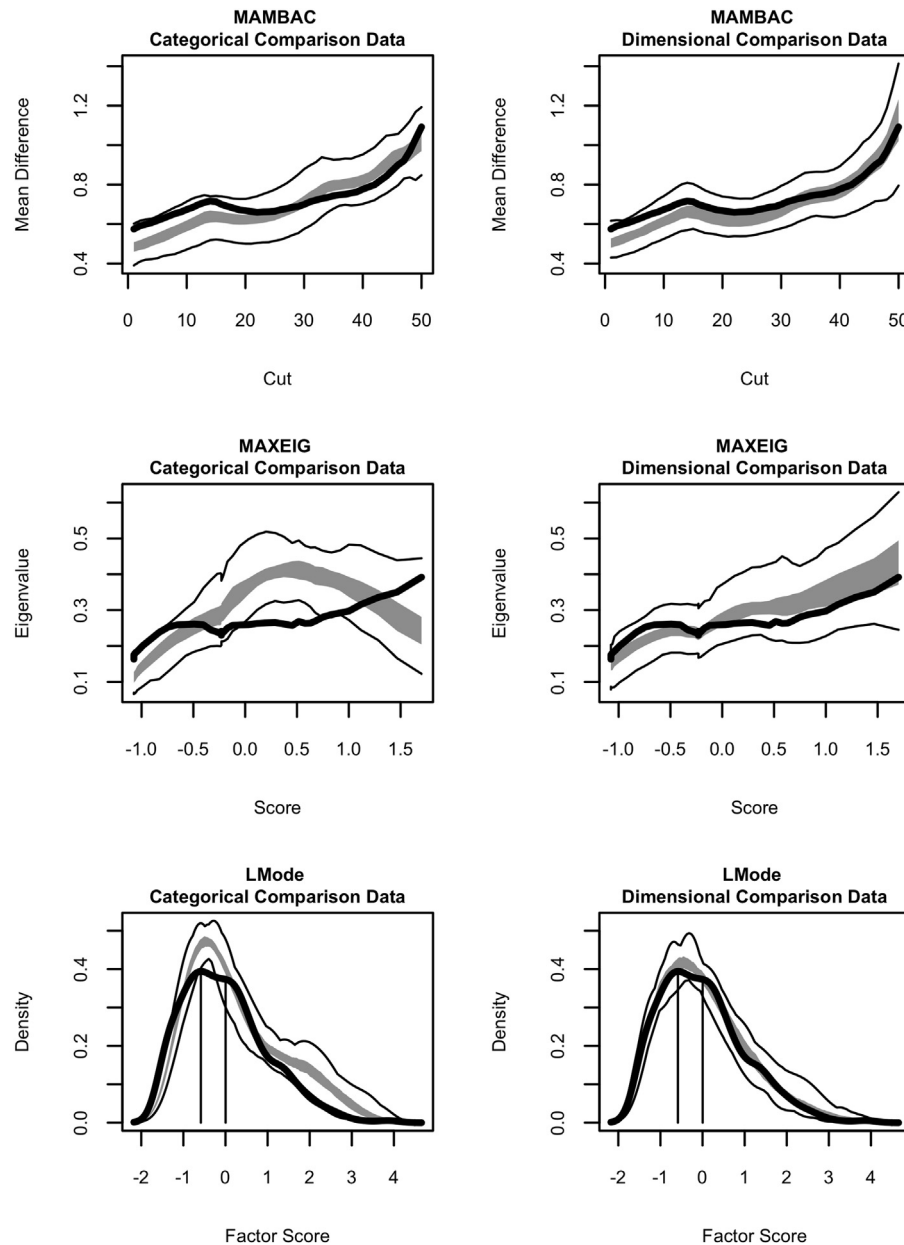 MAMBAC
Categorical Comparison Data
Mean Difference
1.2
0.8
0.4
0 10 20 30 40 50
Cut
MAMBAC
Dimensional Comparison Data
Mean Difference
1.2
0.8
0.4
0 10 20 30 40 50
Cut
MAXEIG
Categorical Comparison Data
Eigenvalue
0.5
0.3
0.1
-1.0 -0.5 0.0 0.5 1.0 1.5
Score
MAXEIG
Dimensional Comparison Data
Eigenvalue
0.5
0.3
0.1
-1.0 -0.5 0.0 0.5 1.0 1.5
Score
LMode
Categorical Comparison Data
Density
0.4
0.2
0.0
-2 -1 0 1 2 3 4
Factor Score
LMode
Dimensional Comparison Data
Density
0.4
0.2
0.0
-2 -1 0 1 2 3 4
Factor Score